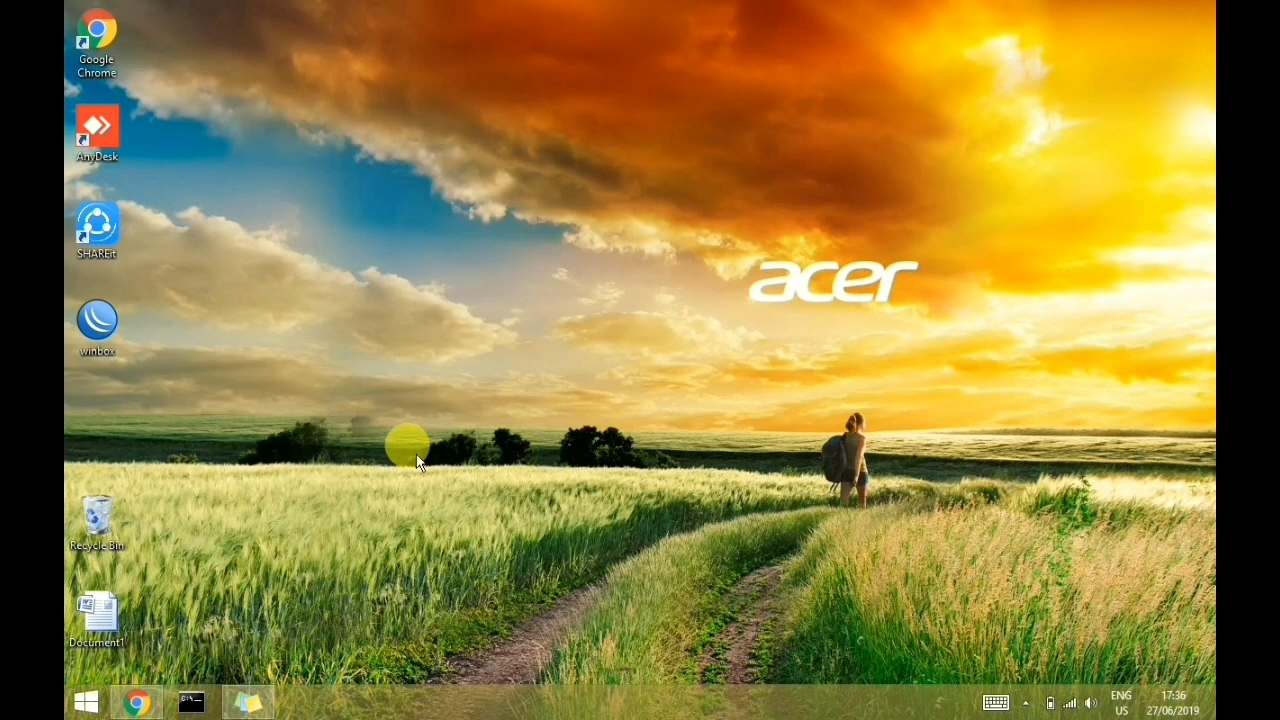 Google
Chrome
AnyDesk
SHAREit
winbox
Recycle Bin
Document1
acer
C:\._
ENG
US
17:36
27/06/2019